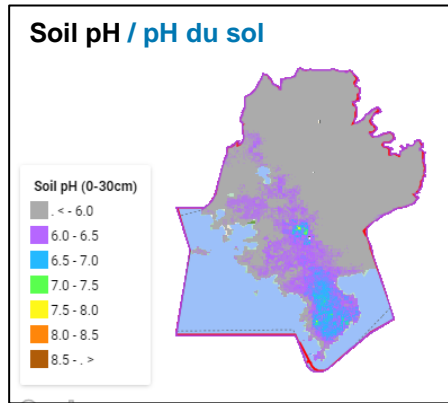 Soil pH / pH du sol
Soil pH (0-30cm)
. < - 6.0
6.0 - 6.5
6.5 - 7.0
7.0 - 7.5
7.5 - 8.0
8.0 - 8.5
8.5 - . >